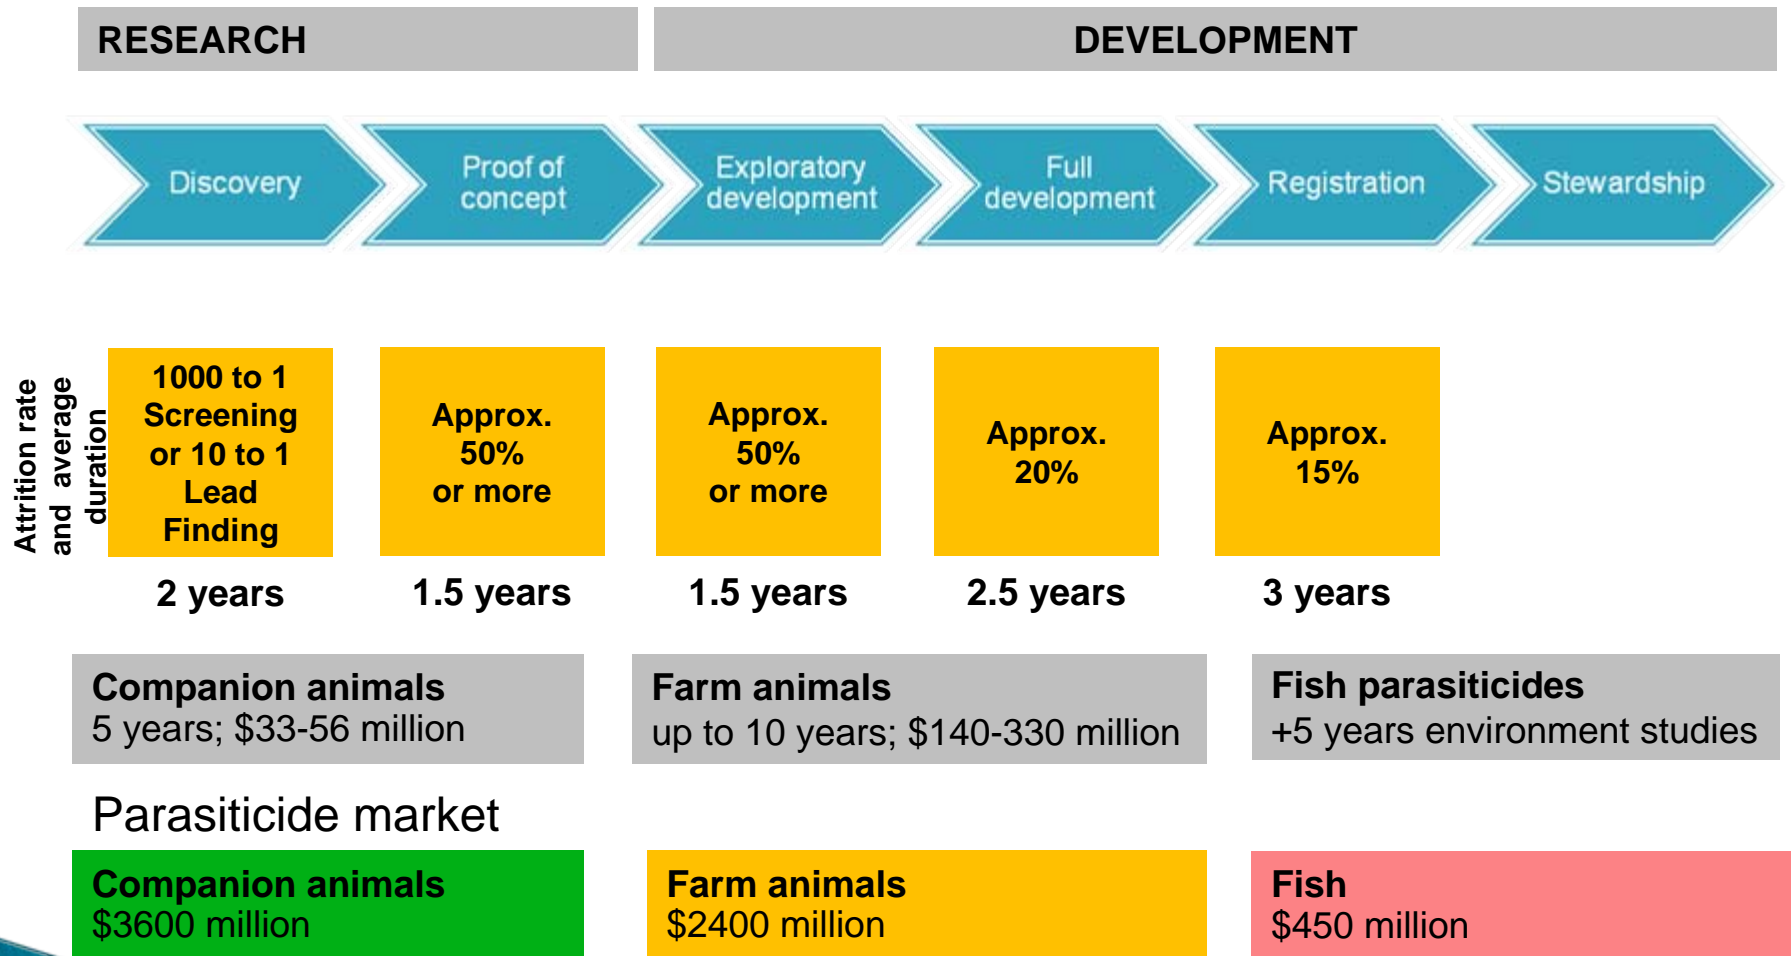 RESEARCH
DEVELOPMENT
Discovery
Proof of
concept
Exploratory
development
Full
development
Registration
Stewardship
Attrition rate
and average
duration
1000 to 1
Screening
or 10 to 1
Lead
Finding
Approx.
50%
or more
Approx.
50%
or more
Approx.
20%
Approx.
15%
2 years
1.5 years
1.5 years
2.5 years
3 years
Companion animals
5 years; $33-56 million
Farm animals
up to 10 years; $140-330 million
Fish parasiticides
+5 years environment studies
Parasiticide market
Companion animals
$3600 million
Farm animals
$2400 million
Fish
$450 million